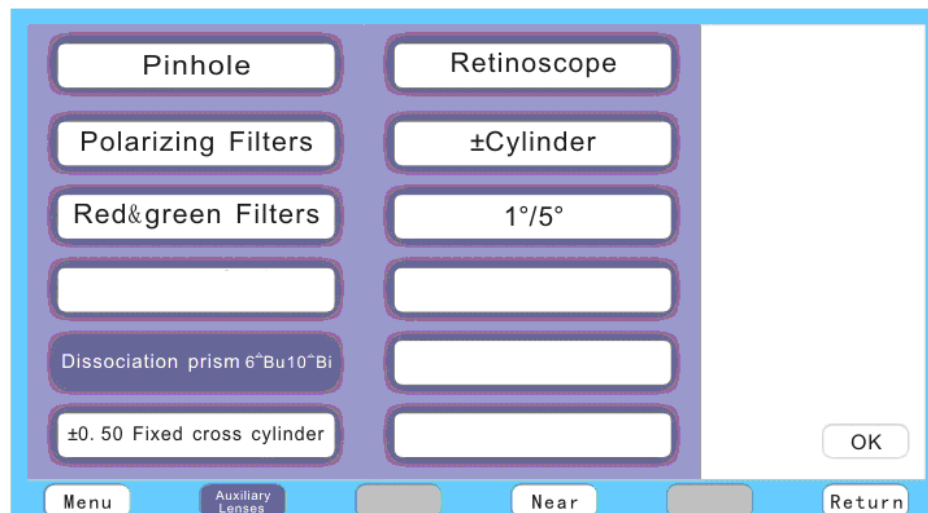 Pinhole
Retinoscope
Polarizing Filters
±Cylinder
Red&green Filters
1°/5°
Dissociation prism 6^Bu10^Bi
±0.50 Fixed cross cylinder
OK
Menu
Auxiliary
Lenses
Near
Return